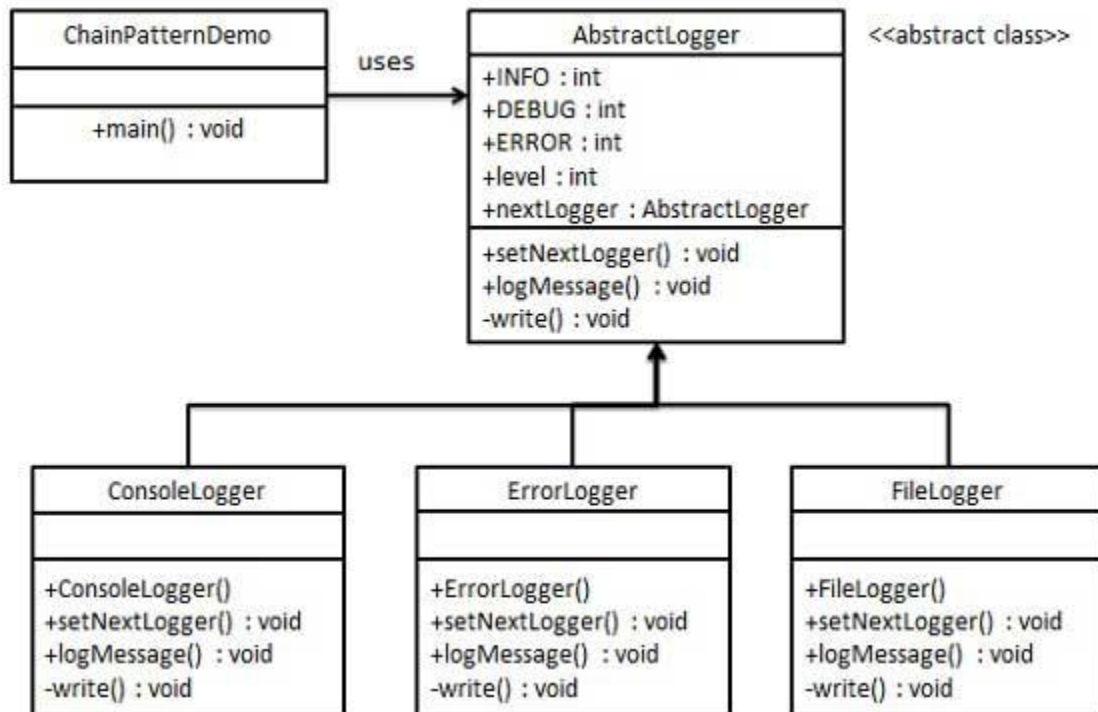 ChainPatternDemo
+main() : void
uses
AbstractLogger
<<abstract class>>
+INFO : int
+DEBUG : int
+ERROR : int
+level : int
+nextLogger : AbstractLogger
+setNextLogger() : void
+logMessage() : void
-write() : void
ConsoleLogger
+ConsoleLogger()
+setNextLogger() : void
+logMessage() : void
-write() : void
ErrorLogger
+ErrorLogger()
+setNextLogger() : void
+logMessage() : void
-write() : void
FileLogger
+FileLogger()
+setNextLogger() : void
+logMessage() : void
-write() : void